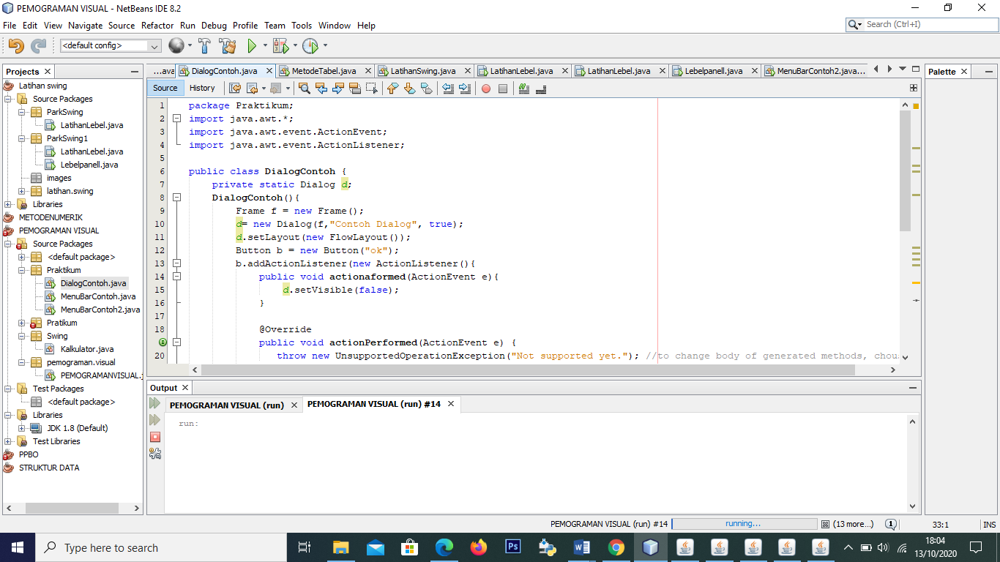 PEMOGRAMAN VISUAL - NetBeans IDE 8.2
File Edit View Navigate Source Refactor Run Debug Profile Team Tools Window Help
Search (Ctrl+I)
<default config>
Projects
Latihan swing
Source Packages
ParkSwing
LatihanLebel.java
ParkSwing1
LatihanLebel.java
Lebelpanell.java
images
latihan.swing
Libraries
METODENUMERIK
PEMOGRAMAN VISUAL
Source Packages
<default package>
Praktikum
DialogContoh.java
MenuBarContoh.java
MenuBarContoh2.java
Pratikum
Swing
Kalkulator.java
pemograman.visual
PEMOGRAMANVISUAL.j
Test Packages
<default package>
Libraries
JDK 1.8 (Default)
Test Libraries
PPBO
STRUKTUR DATA
...ava DialogContoh.java MetodeTabel.java LatihanSwing.java LatihanLebel.java LatihanLebel.java Lebelpanell.java MenuBarContoh2.java...
Source History
1 package Praktikum;
2 import java.awt.*;
3 import java.awt.event.ActionEvent;
4 import java.awt.event.ActionListener;
5
6 public class DialogContoh {
7 private static Dialog d;
8 DialogContoh(){
9 Frame f = new Frame();
10 d= new Dialog(f,"Contoh Dialog", true);
11 d.setLayout(new FlowLayout());
12 Button b = new Button("ok");
13 b.addActionListener(new ActionListener(){
14 public void actionaformed(ActionEvent e){
15 d.setVisible(false);
16 }
17
18 @Override
19 public void actionPerformed(ActionEvent e) {
20 throw new UnsupportedOperationException("Not supported yet."); //to change body of generated methods, chou
Palette
Output
PEMOGRAMAN VISUAL (run) PEMOGRAMAN VISUAL (run) #14
run:
PEMOGRAMAN VISUAL (run) #14 running... (13 more...) 1 33:1 INS
Type here to search
Ps
18:04
13/10/2020